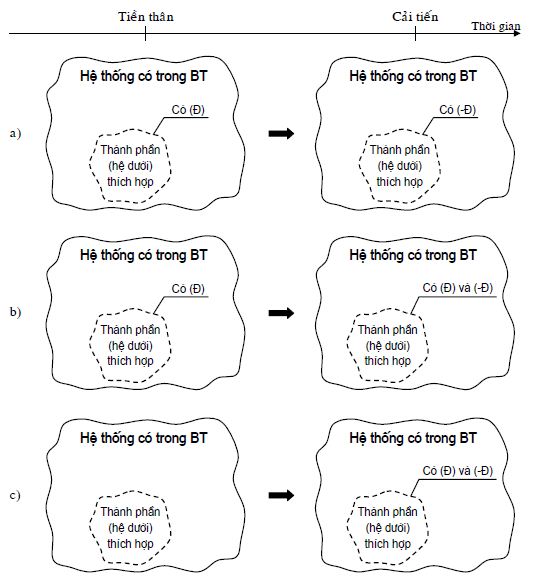 Tiền thân
Cải tiến
Thời gian
a)
Hệ thống có trong BT
Có (Đ)
Thành phần
(hệ dưới)
thích hợp
Hệ thống có trong BT
Có (-Đ)
Thành phần
(hệ dưới)
thích hợp
b)
Hệ thống có trong BT
Có (Đ)
Thành phần
(hệ dưới)
thích hợp
Hệ thống có trong BT
Có (Đ) và (-Đ)
Thành phần
(hệ dưới)
thích hợp
c)
Hệ thống có trong BT
Thành phần
(hệ dưới)
thích hợp
Hệ thống có trong BT
Có (Đ) và (-Đ)
Thành phần
(hệ dưới)
thích hợp